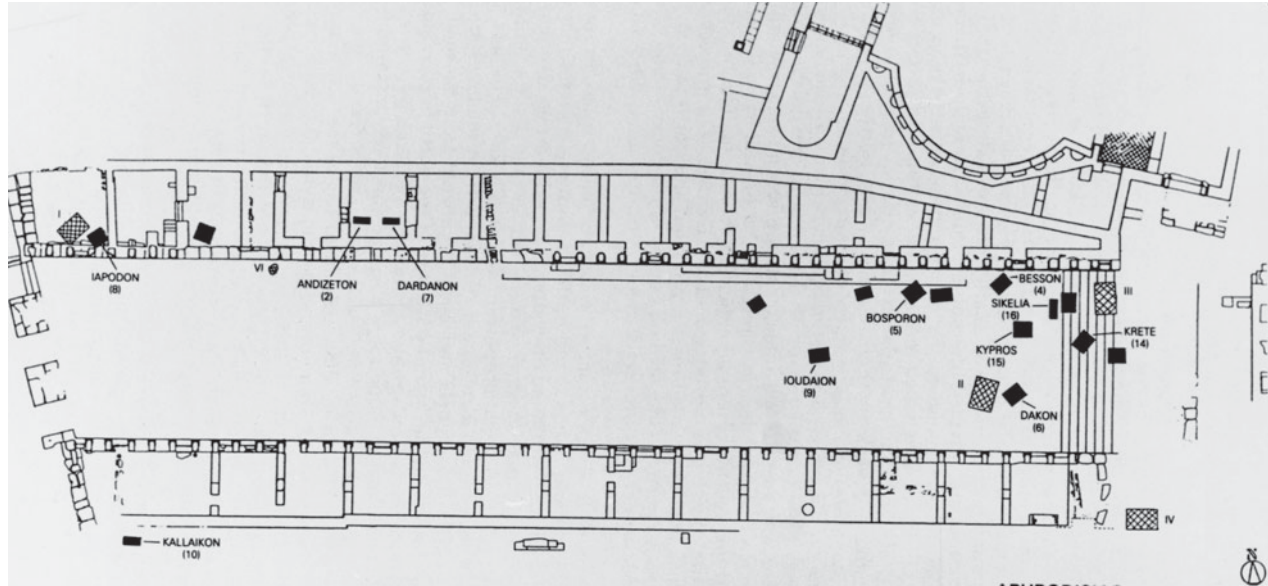 I
IAPODON
(8)
VI
ANDIZETON
(2)
DARDANON
(7)
BOSPORON
(5)
BESSON
(4)
SIKELIA
(16)
III
KYPROS
(15)
KRETE
(14)
IOUDAION
(9)
II
DAKON
(6)
KALLAIKON
(10)
IV
N